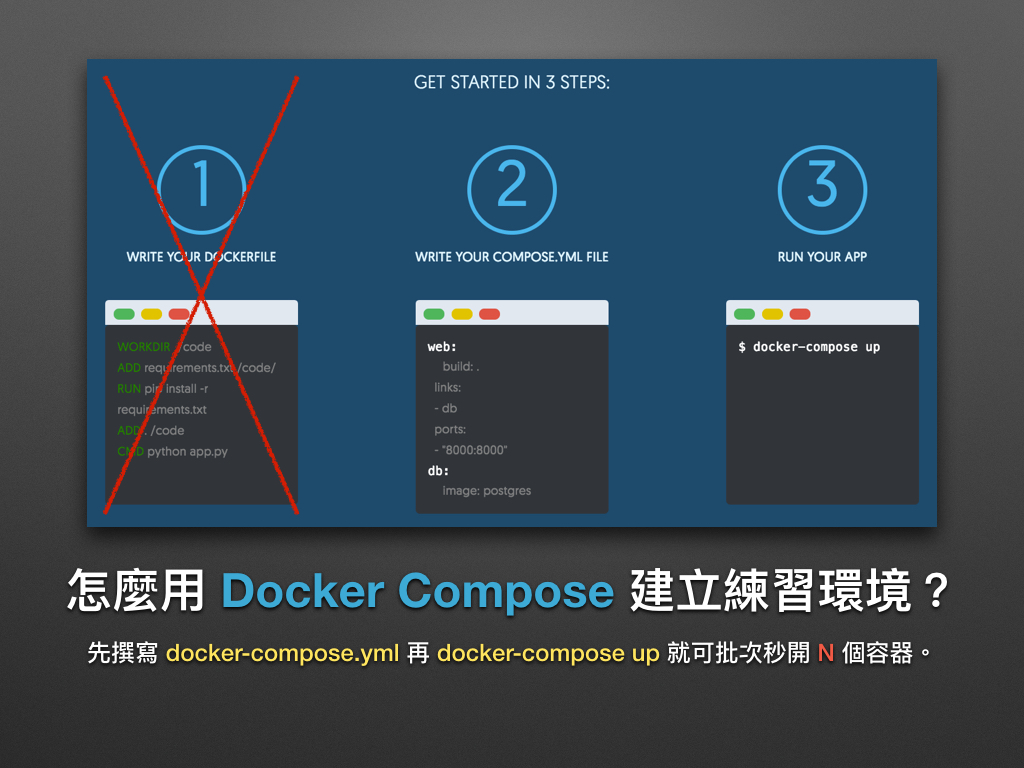 GET STARTED IN 3 STEPS:
1
WRITE YOUR DOCKERFILE
WORKDIR /code
ADD requirements.txt /code/
RUN pip install -r
requirements.txt
ADD . /code
CMD python app.py
2
WRITE YOUR COMPOSE.YML FILE
web:
build: .
links:
- db
ports:
- "8000:8000"
db:
image: postgres
3
RUN YOUR APP
$ docker-compose up
怎麼用 Docker Compose 建立練習環境？
先撰寫 docker-compose.yml 再 docker-compose up 就可批次秒開 N 個容器。